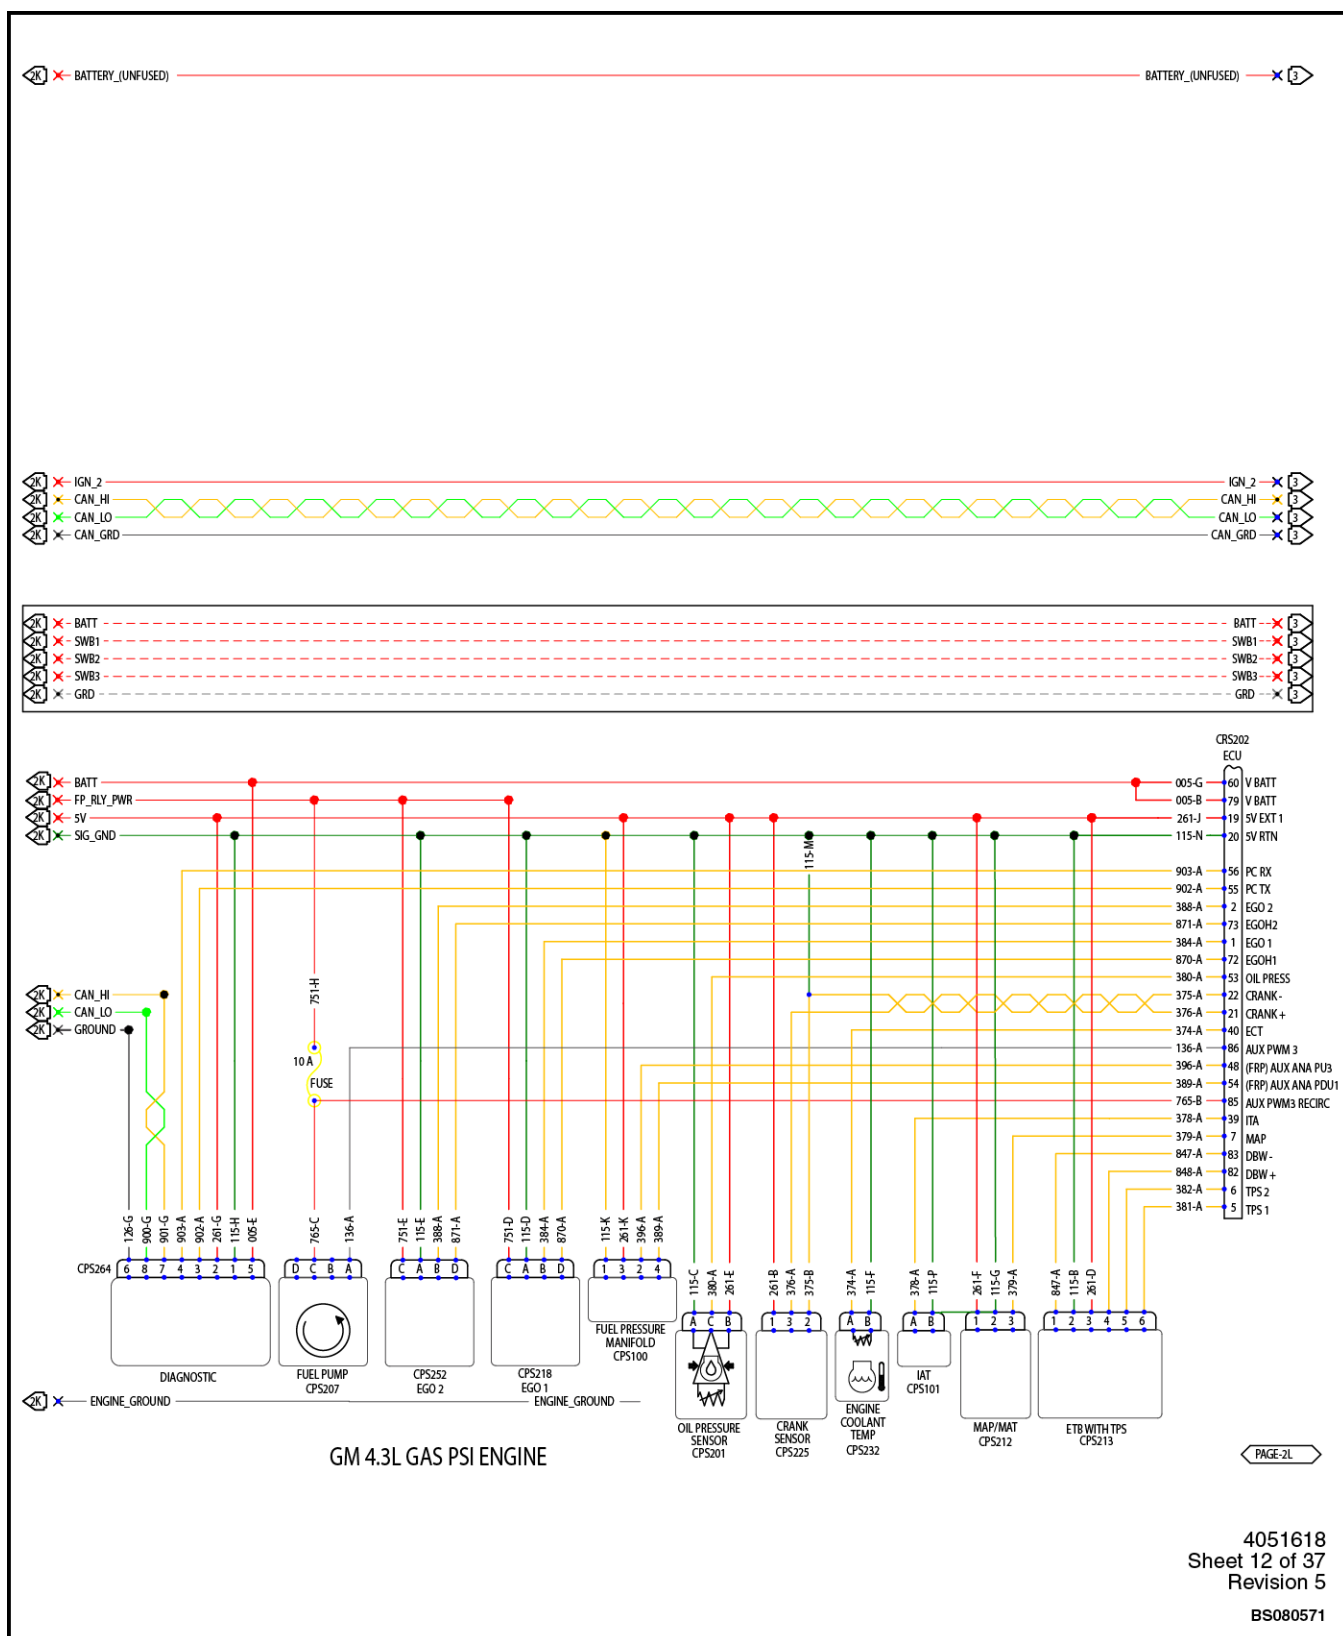 2K BATTERY_(UNFUSED) BATTERY_(UNFUSED) 3
2K IGN_2 IGN_2 3
2K CAN_HI CAN_HI 3
2K CAN_LO CAN_LO 3
2K CAN_GRD CAN_GRD 3
2K BATT BATT 3
2K SWB1 SWB1 3
2K SWB2 SWB2 3
2K SWB3 SWB3 3
2K GRD GRD 3
CRS202
ECU
2K BATT 005-G 60 V BATT
2K FP_RLY_PWR 005-B 79 V BATT
2K 5V 261-J 19 5V EXT 1
2K SIG_GND 115-N 20 5V RTN
115-M
903-A 56 PC RX
902-A 55 PC TX
388-A 2 EGO 2
871-A 73 EGOH2
384-A 1 EGO 1
870-A 72 EGOH1
380-A 53 OIL PRESS
2K CAN_HI 751-H 375-A 22 CRANK -
2K CAN_LO 376-A 21 CRANK +
2K GROUND 374-A 40 ECT
136-A 86 AUX PWM 3
10 A 396-A 48 (FRP) AUX ANA PU3
FUSE 389-A 54 (FRP) AUX ANA PDU1
765-B 85 AUX PWM3 RECIRC
378-A 39 ITA
379-A 7 MAP
847-A 83 DBW -
848-A 82 DBW +
382-A 6 TPS 2
381-A 5 TPS 1
126-G 900-G 901-G 903-A 902-A 261-G 115-H 005-E 765-C 136-A 751-E 115-E 388-A 871-A 751-D 115-D 384-A 870-A 115-K 261-K 396-A 389-A
CPS264 6 8 7 4 3 2 1 5 D C B A C A B D C A B D 1 3 2 4
115-C 380-A 261-E 261-B 376-A 375-B 374-A 115-F 378-A 115-P 261-F 115-G 379-A 847-A 115-B 261-D
A C B 1 3 2 A B A B 1 2 3 1 2 3 4 5 6
DIAGNOSTIC
FUEL PUMP
CPS207
CPS252
EGO 2
CPS218
EGO 1
FUEL PRESSURE
MANIFOLD
CPS100
OIL PRESSURE
SENSOR
CPS201
CRANK
SENSOR
CPS225
ENGINE
COOLANT
TEMP
CPS232
IAT
CPS101
MAP/MAT
CPS212
ETB WITH TPS
CPS213
2K ENGINE_GROUND ENGINE_GROUND
GM 4.3L GAS PSI ENGINE
PAGE-2L
4051618
Sheet 12 of 37
Revision 5
BS080571